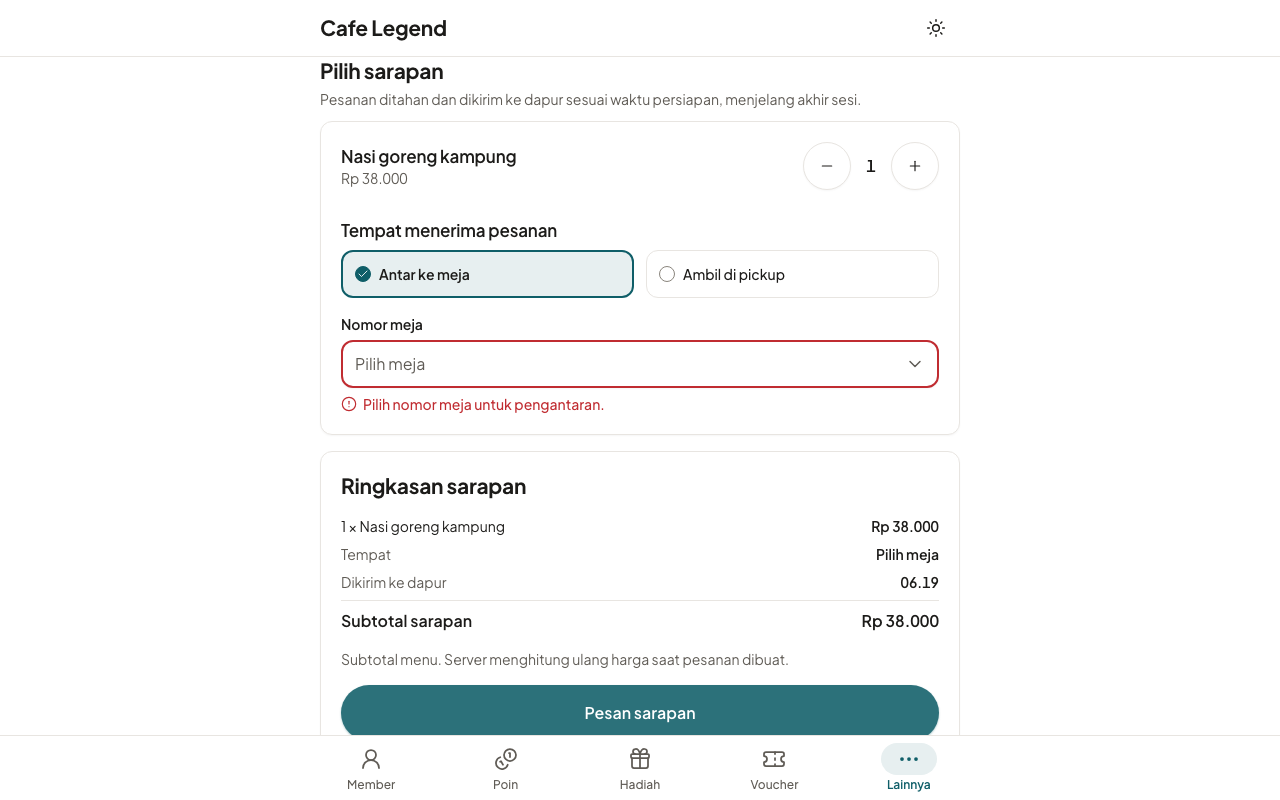 Cafe Legend
Pilih sarapan
Pesanan ditahan dan dikirim ke dapur sesuai waktu persiapan, menjelang akhir sesi.
Nasi goreng kampung
Rp 38.000
1
Tempat menerima pesanan
Antar ke meja
Ambil di pickup
Nomor meja
Pilih meja
Pilih nomor meja untuk pengantaran.
Ringkasan sarapan
1 × Nasi goreng kampung Rp 38.000
Tempat Pilih meja
Dikirim ke dapur 06.19
Subtotal sarapan Rp 38.000
Subtotal menu. Server menghitung ulang harga saat pesanan dibuat.
Pesan sarapan
Member Poin Hadiah Voucher Lainnya